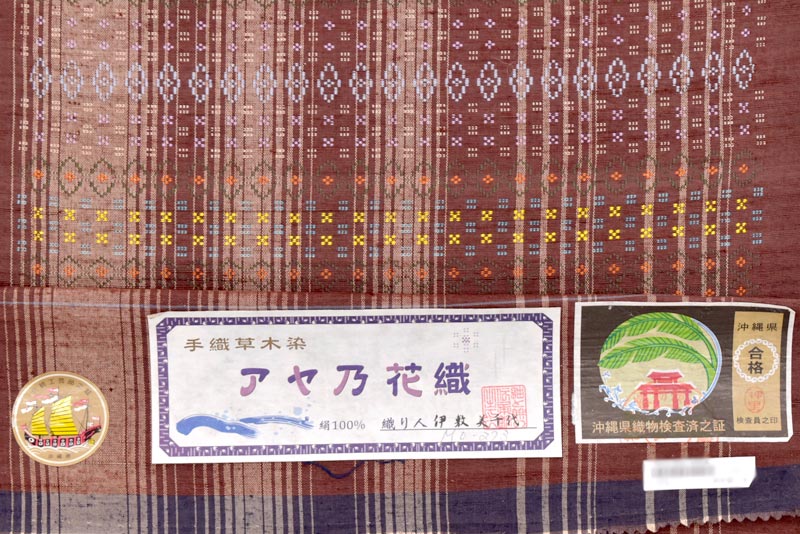 手織草木染
アヤ乃花織
絹100%
織り人 伊敷美千代
沖縄県
合格
検査員之印
沖縄県織物検査済之証